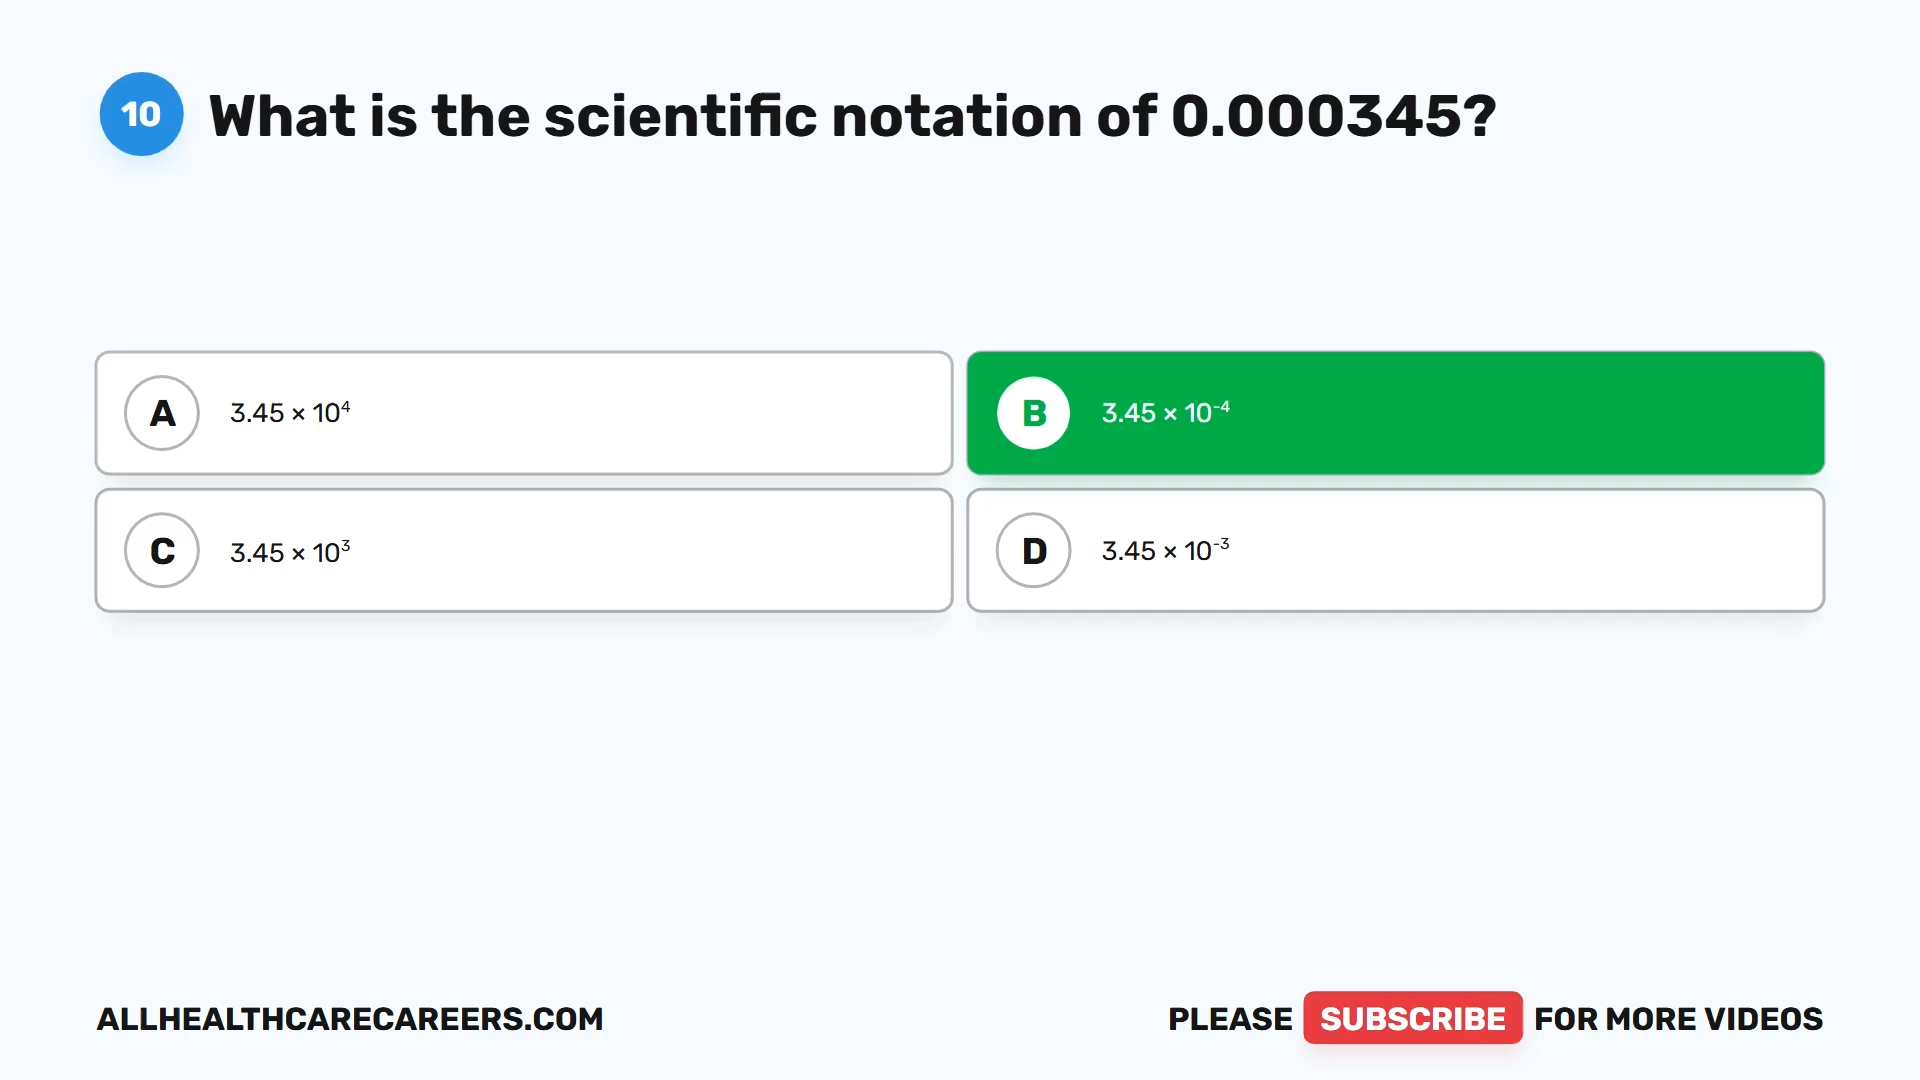 10 What is the scientific notation of 0.000345?
A 3.45 × 10⁴
B 3.45 × 10⁻⁴
C 3.45 × 10³
D 3.45 × 10⁻³
ALLHEALTHCARECAREERS.COM
PLEASE SUBSCRIBE FOR MORE VIDEOS